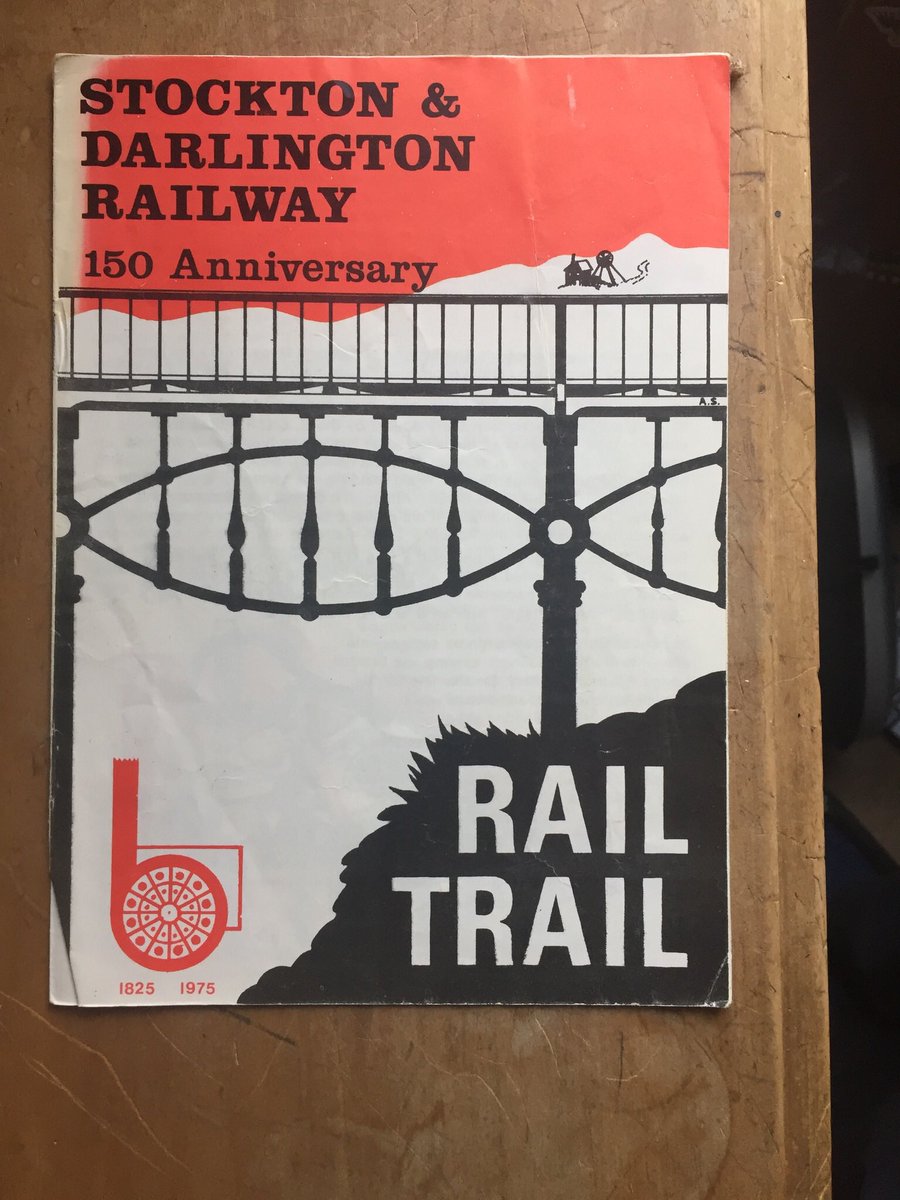 STOCKTON &
DARLINGTON
RAILWAY
150 Anniversary
A.S.
RAIL
TRAIL
1825 1975